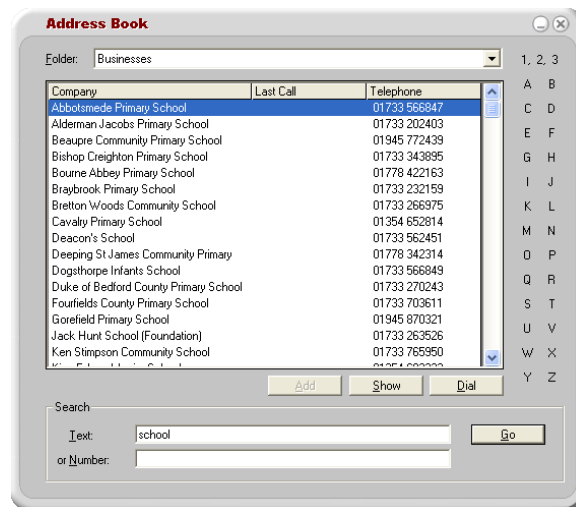 Address Book
Folder: Businesses
1, 2, 3
Company Last Call Telephone
A B
Abbotsmede Primary School 01733 566847
Alderman Jacobs Primary School 01733 202403
C D
Beaupre Community Primary School 01945 772439
E F
Bishop Creighton Primary School 01733 343895
G H
Bourne Abbey Primary School 01778 422163
Braybrook Primary School 01733 232159
I J
Bretton Woods Community School 01733 266975
K L
Cavalry Primary School 01354 652814
Deacon's School 01733 562451
M N
Deeping St James Community Primary 01778 342314
O P
Dogsthorpe Infants School 01733 566849
Duke of Bedford County Primary School 01733 270243
Q R
Fourfields County Primary School 01733 703611
S T
Gorefield Primary School 01945 870321
Jack Hunt School (Foundation) 01733 263526
U V
Ken Stimpson Community School 01733 765950
W X
Add Show Dial
Y Z
Search
Text: school
Go
or Number: